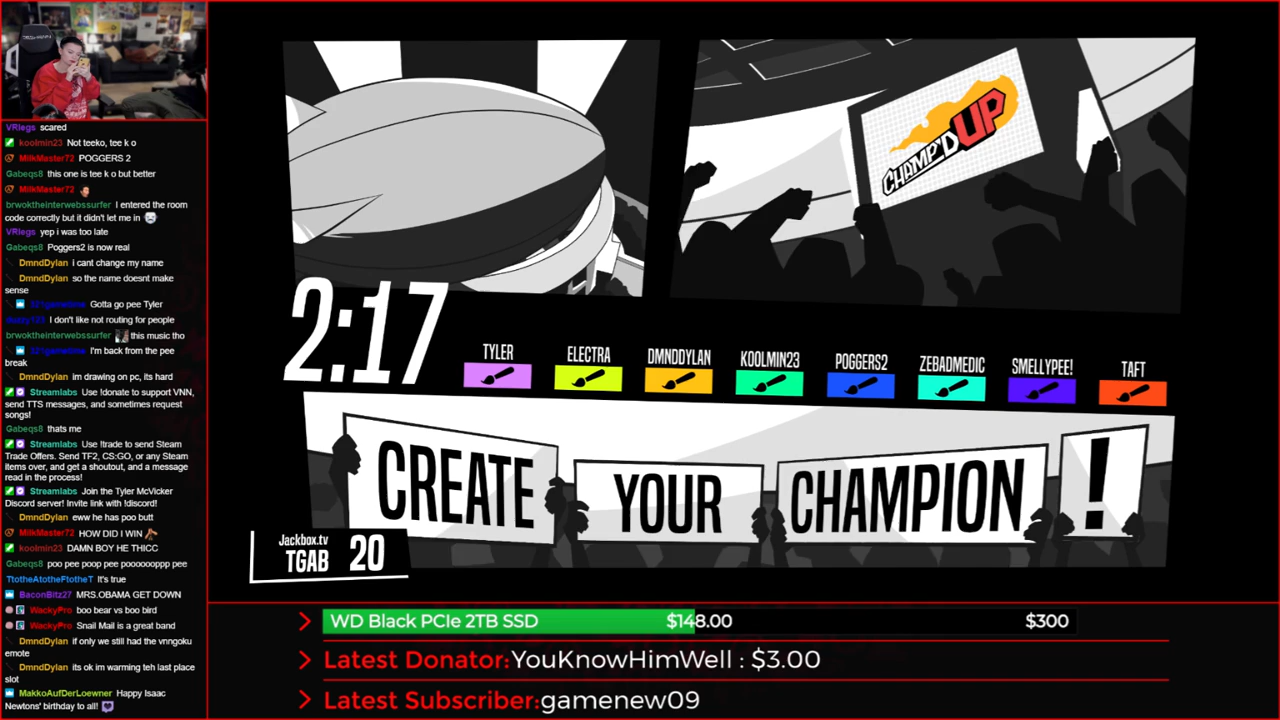 VRlegs scared
koolmin23 Not teeko, tee k o
MilkMaster72 POGGERS 2
Gabeqs8 this one is tee k o but better
MilkMaster72
brwoktheinterwebssurfer I entered the room
code correctly but it didn't let me in
VRlegs yep i was too late
Gabeqs8 Poggers2 is now real
DmndDylan i cant change my name
DmndDylan so the name doesnt make
sense
Gotta go pee Tyler
I don't like not routing for people
brwoktheinterwebssurfer this music tho
I'm back from the pee
break
DmndDylan im drawing on pc, its hard
Streamlabs Use !donate to support VNN,
send TTS messages, and sometimes request
songs!
Gabeqs8 thats me
Streamlabs Use !trade to send Steam
Trade Offers. Send TF2, CS:GO, or any Steam
items over, and get a shoutout, and a message
read in the process!
Streamlabs Join the Tyler McVicker
Discord server! Invite link with !discord!
DmndDylan eww he has poo butt
MilkMaster72 HOW DID I WIN
koolmin23 DAMN BOY HE THICC
Gabeqs8 poo pee poop pee pooooooppp pee
TtotheAtotheFtotheT It's true
BaconBitz27 MRS.OBAMA GET DOWN
WackyPro boo bear vs boo bird
WackyPro Snail Mail is a great band
DmndDylan if only we still had the vnngoku
emote
DmndDylan its ok im warming teh last place
slot
MakkoAufDerLoewner Happy Isaac
Newtons' birthday to all!
CHAMP'D UP
2:17
TYLER
ELECTRA
DMNDDYLAN
KOOLMIN23
POGGERS2
ZEBADMEDIC
SMELLYPEE!
TAFT
CREATE YOUR CHAMPION !
Jackbox.tv
TGAB 20
WD Black PCIe 2TB SSD $148.00 $300
Latest Donator:YouKnowHimWell : $3.00
Latest Subscriber:gamenew09